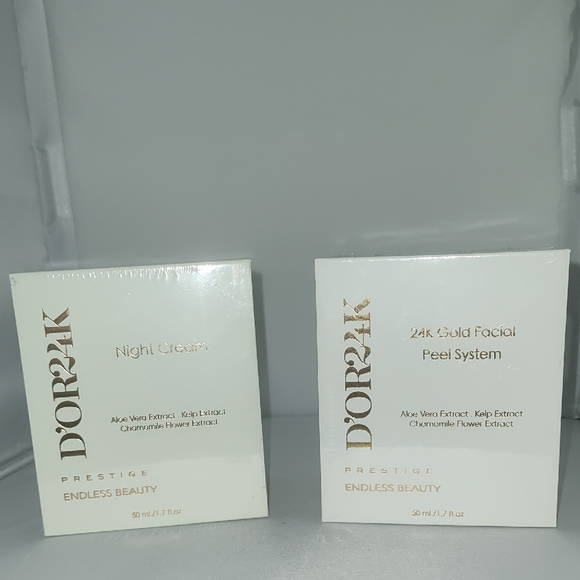 D'OR24K
Night Cream
Aloe Vera Extract . Kelp Extract
Chamomile Flower Extract
PRESTIGE
ENDLESS BEAUTY
50 ml./1.7 fl.oz
D'OR24K
24K Gold Facial
Peel System
Aloe Vera Extract . Kelp Extract
Chamomile Flower Extract
PRESTIGE
ENDLESS BEAUTY
50 ml./1.7 fl.oz